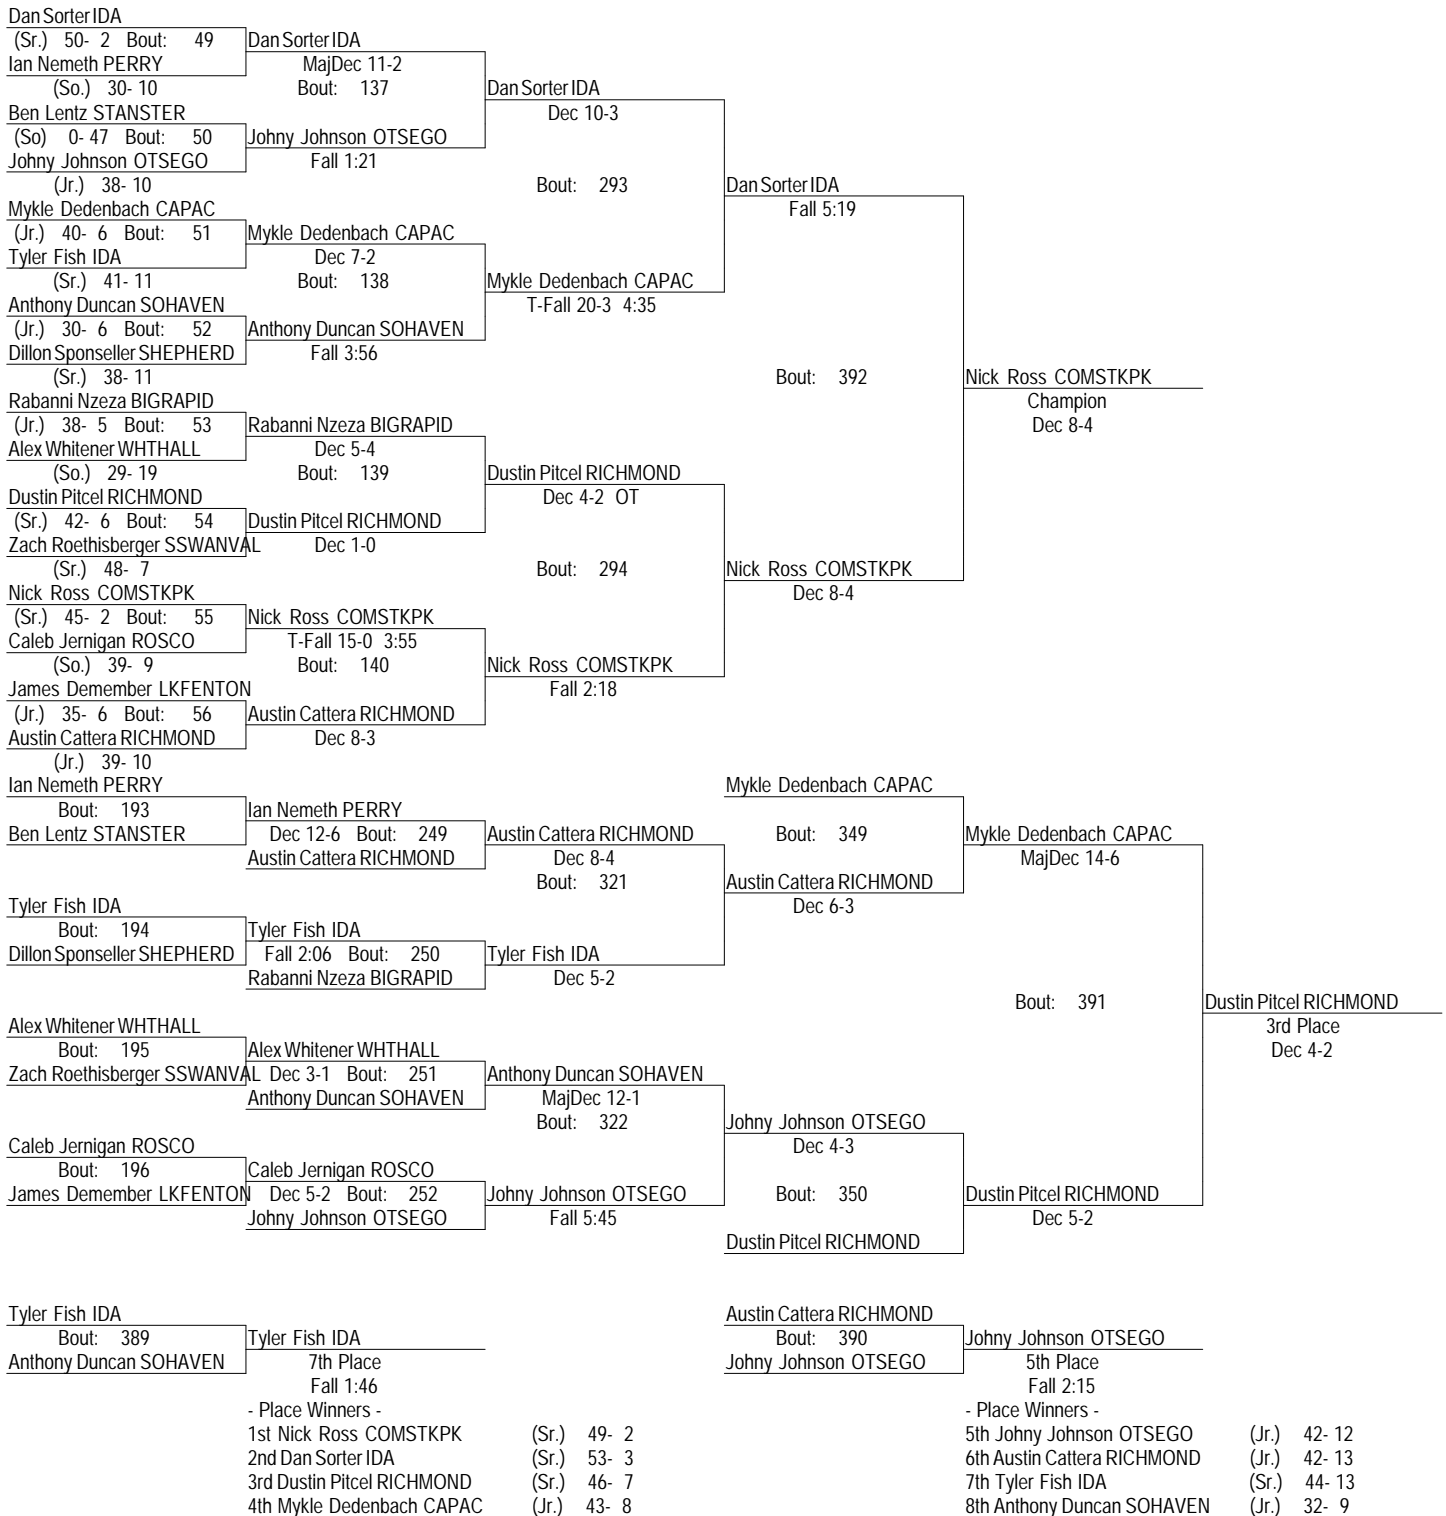 Dan Sorter IDA
(Sr.) 50- 2 Bout: 49 Dan Sorter IDA
Ian Nemeth PERRY MajDec 11-2
(So.) 30- 10 Bout: 137 Dan Sorter IDA
Ben Lentz STANSTER Dec 10-3
(So) 0- 47 Bout: 50 Johny Johnson OTSEGO
Johny Johnson OTSEGO Fall 1:21
(Jr.) 38- 10 Bout: 293 Dan Sorter IDA
Mykle Dedenbach CAPAC Fall 5:19
(Jr.) 40- 6 Bout: 51 Mykle Dedenbach CAPAC
Tyler Fish IDA Dec 7-2
(Sr.) 41- 11 Bout: 138 Mykle Dedenbach CAPAC
Anthony Duncan SOHAVEN T-Fall 20-3 4:35
(Jr.) 30- 6 Bout: 52 Anthony Duncan SOHAVEN
Dillon Sponseller SHEPHERD Fall 3:56
(Sr.) 38- 11 Bout: 392 Nick Ross COMSTKPK
Rabanni Nzeza BIGRAPID Champion
(Jr.) 38- 5 Bout: 53 Rabanni Nzeza BIGRAPID Dec 8-4
Alex Whitener WHTHALL Dec 5-4
(So.) 29- 19 Bout: 139 Dustin Pitcel RICHMOND
Dustin Pitcel RICHMOND Dec 4-2 OT
(Sr.) 42- 6 Bout: 54 Dustin Pitcel RICHMOND
Zach Roethisberger SSWANVAL Dec 1-0
(Sr.) 48- 7 Bout: 294 Nick Ross COMSTKPK
Nick Ross COMSTKPK Dec 8-4
(Sr.) 45- 2 Bout: 55 Nick Ross COMSTKPK
Caleb Jernigan ROSCO T-Fall 15-0 3:55
(So.) 39- 9 Bout: 140 Nick Ross COMSTKPK
James Demember LKFENTON Fall 2:18
(Jr.) 35- 6 Bout: 56 Austin Cattera RICHMOND
Austin Cattera RICHMOND Dec 8-3
(Jr.) 39- 10
Ian Nemeth PERRY Mykle Dedenbach CAPAC
Bout: 193 Ian Nemeth PERRY
Ben Lentz STANSTER Dec 12-6 Bout: 249 Austin Cattera RICHMOND Bout: 349 Mykle Dedenbach CAPAC
Austin Cattera RICHMOND Dec 8-4 MajDec 14-6
Bout: 321 Austin Cattera RICHMOND
Tyler Fish IDA Dec 6-3
Bout: 194 Tyler Fish IDA
Dillon Sponseller SHEPHERD Fall 2:06 Bout: 250 Tyler Fish IDA
Rabanni Nzeza BIGRAPID Dec 5-2
Bout: 391 Dustin Pitcel RICHMOND
Alex Whitener WHTHALL 3rd Place
Bout: 195 Alex Whitener WHTHALL Dec 4-2
Zach Roethisberger SSWANVAL Dec 3-1 Bout: 251 Anthony Duncan SOHAVEN
Anthony Duncan SOHAVEN MajDec 12-1
Bout: 322 Johny Johnson OTSEGO
Caleb Jernigan ROSCO Dec 4-3
Bout: 196 Caleb Jernigan ROSCO
James Demember LKFENTON Dec 5-2 Bout: 252 Johny Johnson OTSEGO Bout: 350 Dustin Pitcel RICHMOND
Johny Johnson OTSEGO Fall 5:45 Dec 5-2
Dustin Pitcel RICHMOND
Tyler Fish IDA Austin Cattera RICHMOND
Bout: 389 Tyler Fish IDA Bout: 390 Johny Johnson OTSEGO
Anthony Duncan SOHAVEN 7th Place Johny Johnson OTSEGO 5th Place
Fall 1:46 Fall 2:15
- Place Winners - - Place Winners -
1st Nick Ross COMSTKPK (Sr.) 49- 2 5th Johny Johnson OTSEGO (Jr.) 42- 12
2nd Dan Sorter IDA (Sr.) 53- 3 6th Austin Cattera RICHMOND (Jr.) 42- 13
3rd Dustin Pitcel RICHMOND (Sr.) 46- 7 7th Tyler Fish IDA (Sr.) 44- 13
4th Mykle Dedenbach CAPAC (Jr.) 43- 8 8th Anthony Duncan SOHAVEN (Jr.) 32- 9